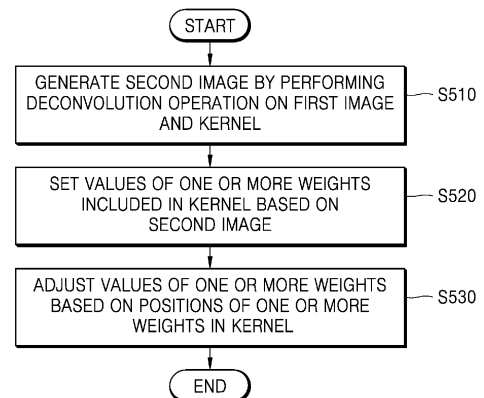 START
GENERATE SECOND IMAGE BY PERFORMING
DECONVOLUTION OPERATION ON FIRST IMAGE
AND KERNEL
S510
SET VALUES OF ONE OR MORE WEIGHTS
INCLUDED IN KERNEL BASED ON
SECOND IMAGE
S520
ADJUST VALUES OF ONE OR MORE WEIGHTS
BASED ON POSITIONS OF ONE OR MORE
WEIGHTS IN KERNEL
S530
END